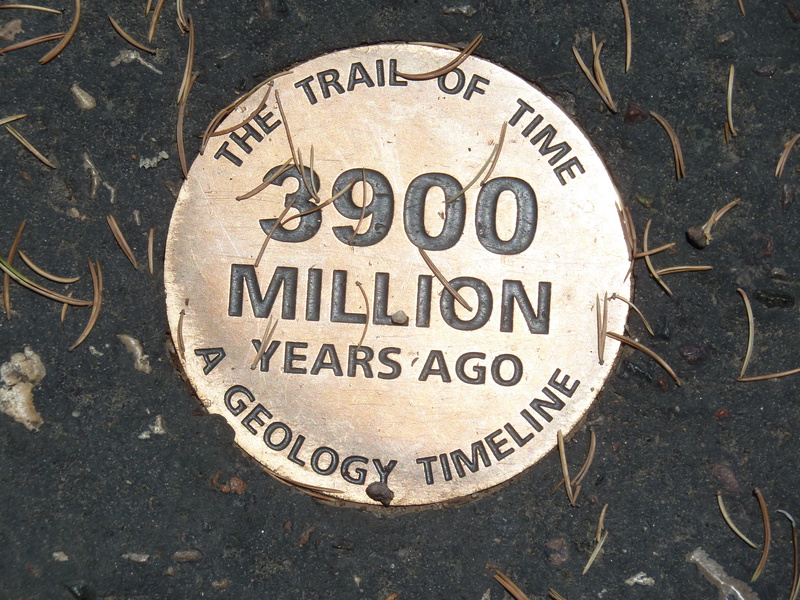 THE TRAIL OF TIME
3900
MILLION
YEARS AGO
A GEOLOGY TIMELINE